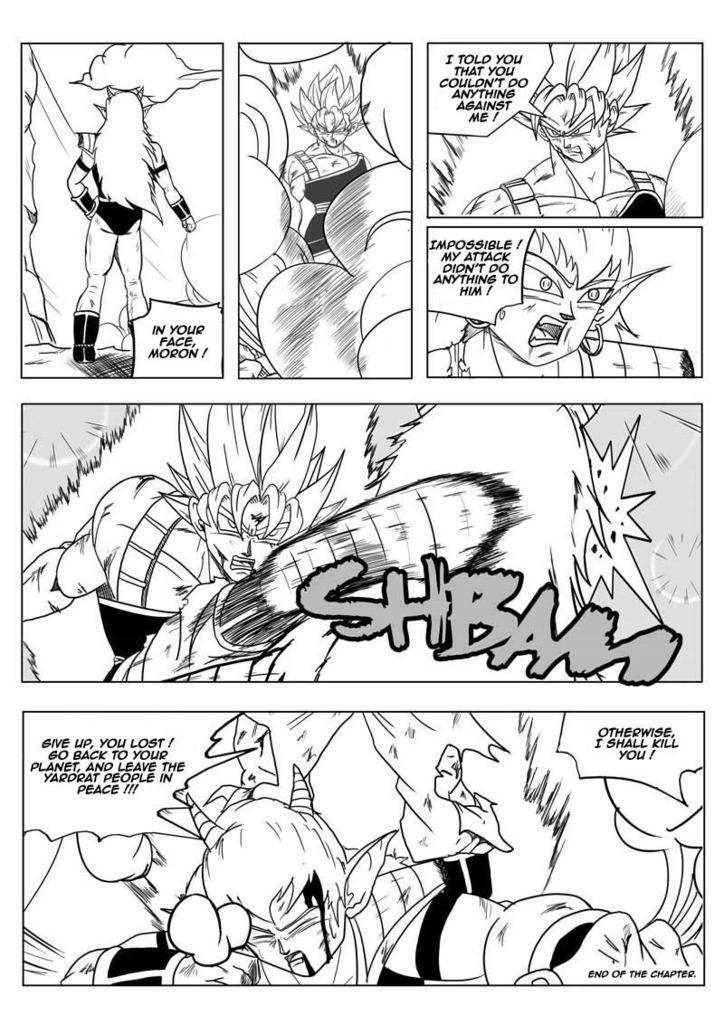 IN YOUR
FACE,
MORON !
I TOLD YOU
THAT YOU
COULDN'T DO
ANYTHING
AGAINST
ME !
IMPOSSIBLE !
MY ATTACK
DIDN'T DO
ANYTHING TO
HIM !
SHBAM
GIVE UP, YOU LOST !
GO BACK TO YOUR
PLANET, AND LEAVE THE
YARDRAT PEOPLE IN
PEACE !!!
OTHERWISE,
I SHALL KILL
YOU !
END OF THE CHAPTER.